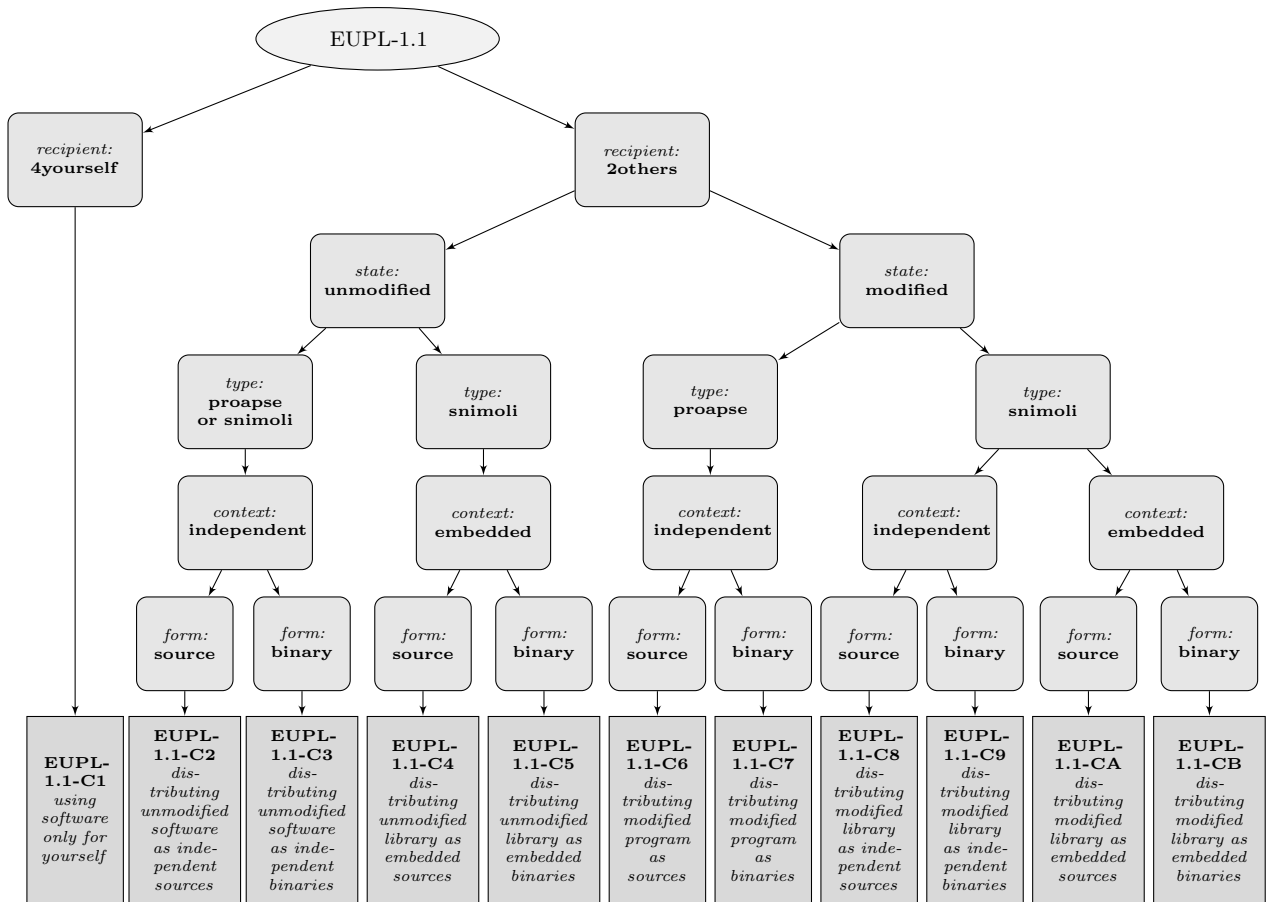 EUPL-1.1
recipient:
4yourself
recipient:
2others
state:
unmodified
state:
modified
type:
proapse
or snimoli
type:
snimoli
type:
proapse
type:
snimoli
context:
independent
context:
embedded
context:
independent
context:
independent
context:
embedded
form:
source
form:
binary
form:
source
form:
binary
form:
source
form:
binary
form:
source
form:
binary
form:
source
form:
binary
EUPL-
1.1-C1
using
software
only for
yourself
EUPL-
1.1-C2
dis-
tributing
unmodified
software
as inde-
pendent
sources
EUPL-
1.1-C3
dis-
tributing
unmodified
software
as inde-
pendent
binaries
EUPL-
1.1-C4
dis-
tributing
unmodified
library as
embedded
sources
EUPL-
1.1-C5
dis-
tributing
unmodified
library as
embedded
binaries
EUPL-
1.1-C6
dis-
tributing
modified
program
as
sources
EUPL-
1.1-C7
dis-
tributing
modified
program
as
binaries
EUPL-
1.1-C8
dis-
tributing
modified
library
as inde-
pendent
sources
EUPL-
1.1-C9
dis-
tributing
modified
library
as inde-
pendent
binaries
EUPL-
1.1-CA
dis-
tributing
modified
library as
embedded
sources
EUPL-
1.1-CB
dis-
tributing
modified
library as
embedded
binaries